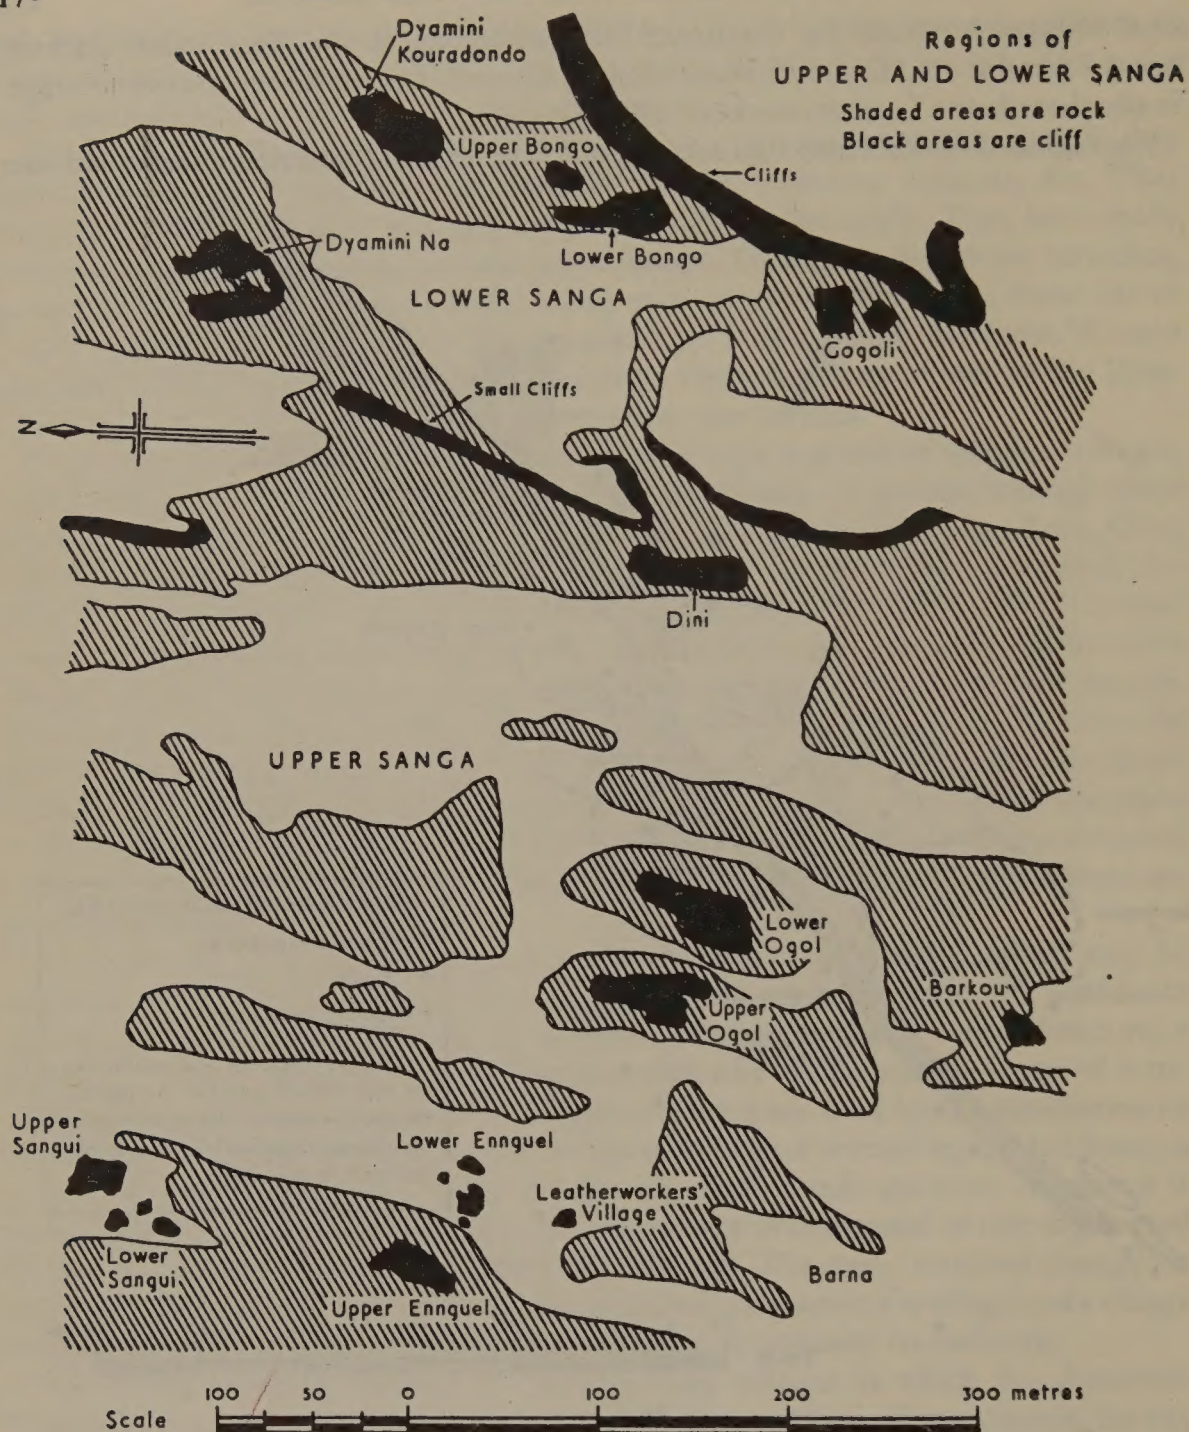 Regions of
UPPER AND LOWER SANGA
Shaded areas are rock
Black areas are cliff
Dyamini
Kouradondo
Upper Bongo
Cliffs
Lower Bongo
Dyamini Na
LOWER SANGA
Gogoli
Small Cliffs
N
Dini
UPPER SANGA
Lower
Ogol
Upper
Ogol
Barkou
Upper
Sangui
Lower Ennguel
Leatherworkers'
Village
Lower
Sangui
Barna
Upper Ennguel
100 50 0 100 200 300 metres
Scale